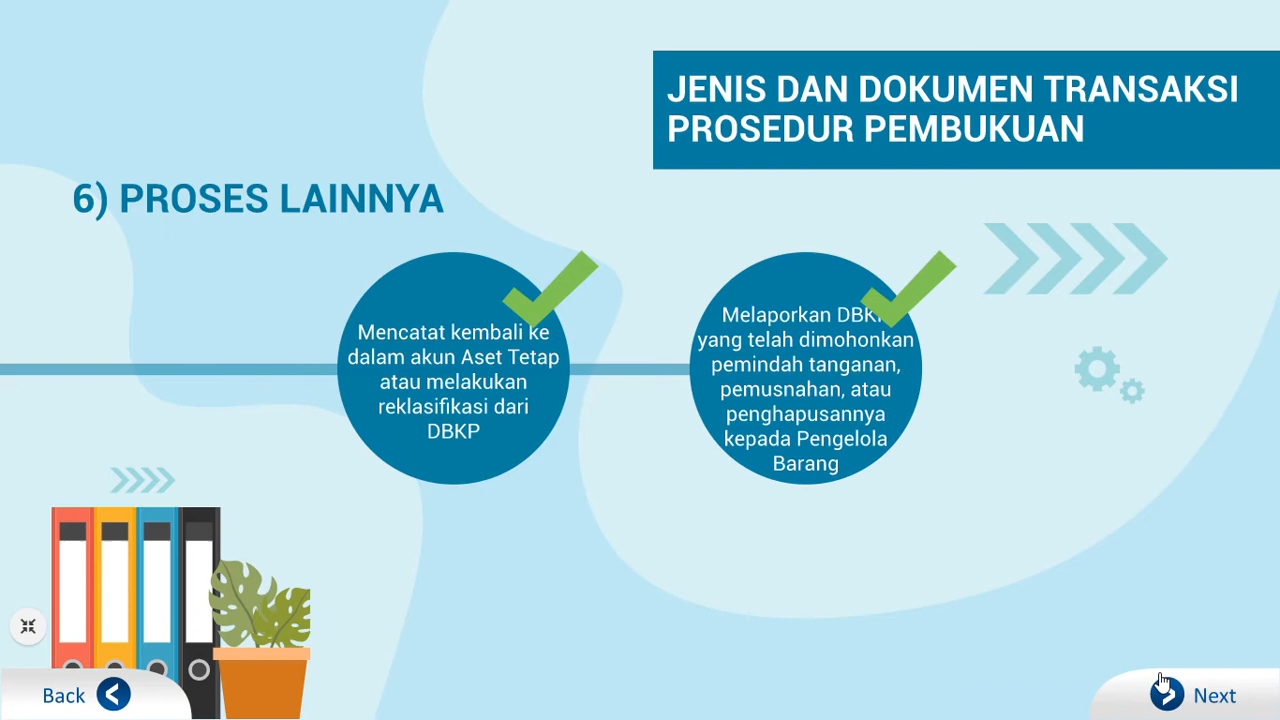 JENIS DAN DOKUMEN TRANSAKSI
PROSEDUR PEMBUKUAN
6) PROSES LAINNYA
Mencatat kembali ke
dalam akun Aset Tetap
atau melakukan
reklasifikasi dari
DBKP
Melaporkan
yang telah dimohonkan
pemindah tanganan,
pemusnahan, atau
penghapusannya
kepada Pengelola
Barang
Back
Next